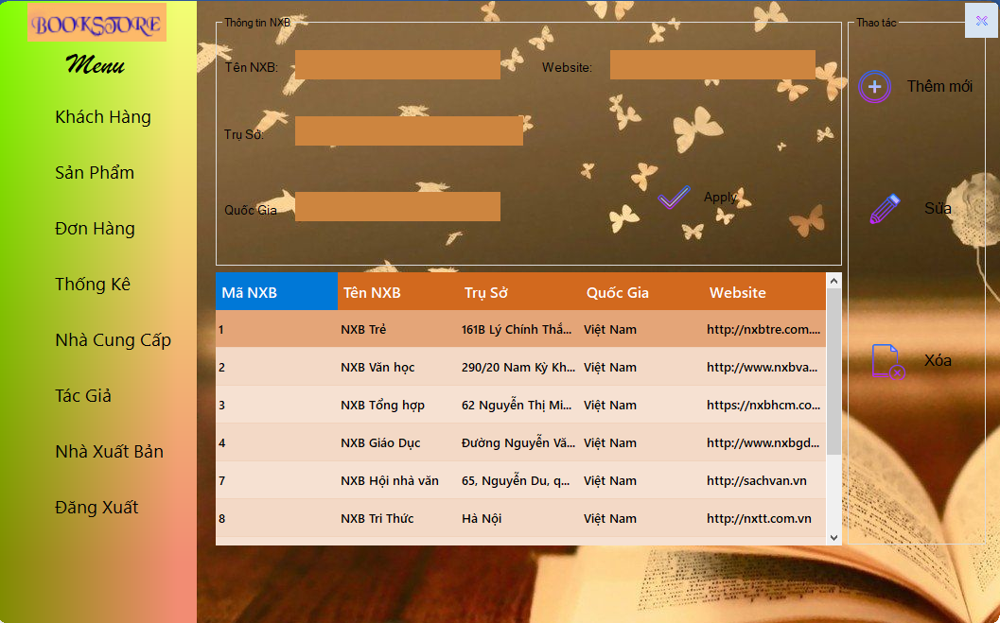 BOOKSTORE
Menu
Khách Hàng
Sản Phẩm
Đơn Hàng
Thống Kê
Nhà Cung Cấp
Tác Giả
Nhà Xuất Bản
Đăng Xuất
Thông tin NXB
Tên NXB:
Website:
Trụ Sở:
Quốc Gia
Apply
Thao tác
Thêm mới
Sửa
Xóa
Mã NXB Tên NXB Trụ Sở Quốc Gia Website
1 NXB Trẻ 161B Lý Chính Thắ... Việt Nam http://nxbtre.com....
2 NXB Văn học 290/20 Nam Kỳ Kh... Việt Nam http://www.nxbva...
3 NXB Tổng hợp 62 Nguyễn Thị Mi... Việt Nam https://nxbhcm.co...
4 NXB Giáo Dục Đường Nguyễn Vă... Việt Nam http://www.nxbgd...
7 NXB Hội nhà văn 65, Nguyễn Du, q... Việt Nam http://sachvan.vn
8 NXB Tri Thức Hà Nội Việt Nam http://nxtt.com.vn